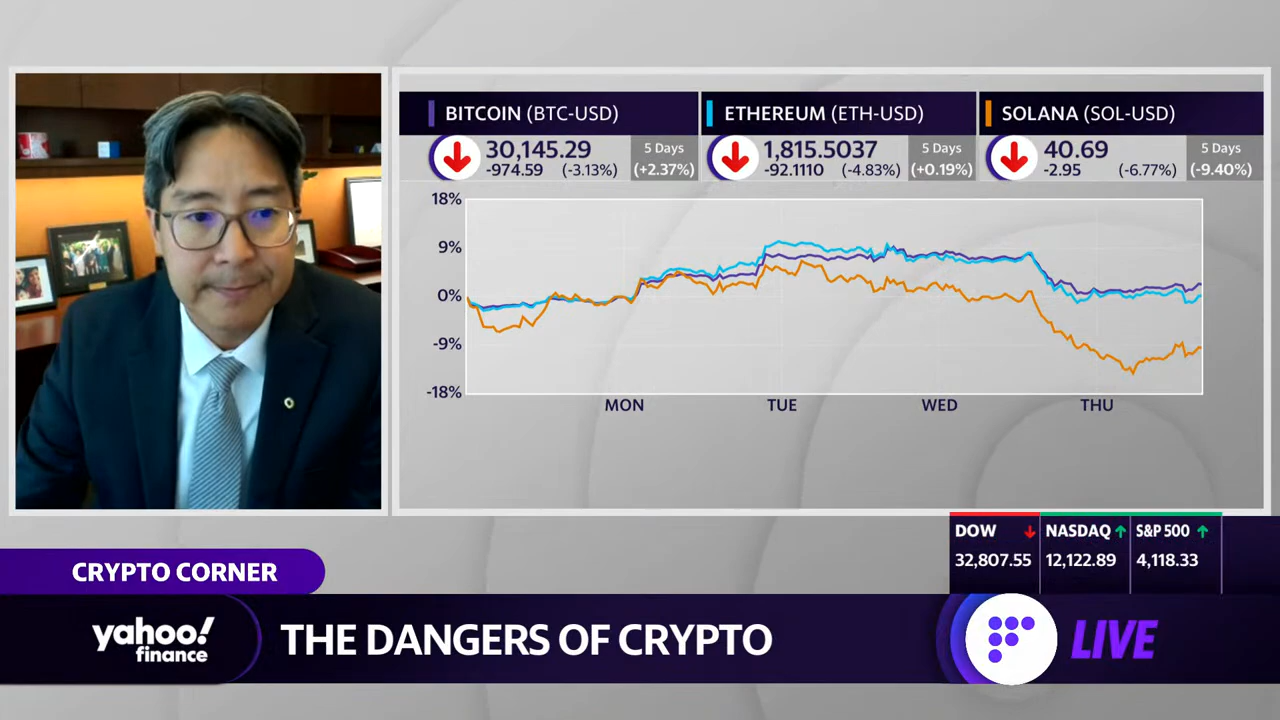 BITCOIN (BTC-USD)
30,145.29
-974.59 (-3.13%)
5 Days
(+2.37%)
ETHEREUM (ETH-USD)
1,815.5037
-92.1110 (-4.83%)
5 Days
(+0.19%)
SOLANA (SOL-USD)
40.69
-2.95 (-6.77%)
5 Days
(-9.40%)
18%
9%
0%
-9%
-18%
MON TUE WED THU
DOW NASDAQ S&P 500
32,807.55 12,122.89 4,118.33
CRYPTO CORNER
yahoo!
finance
THE DANGERS OF CRYPTO
LIVE